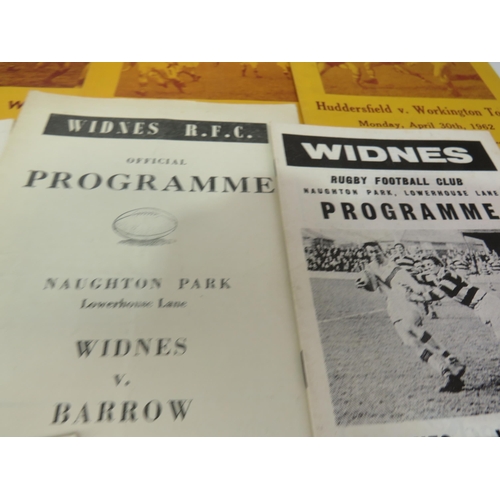 Huddersfield v. Workington To
Monday, April 30th, 1962
WIDNES R.F.C.
OFFICIAL
PROGRAMME
NAUGHTON PARK
Lowerhouse Lane
WIDNES
v.
BARROW
WIDNES
RUGBY FOOTBALL CLUB
NAUGHTON PARK, LOWERHOUSE LANE
PROGRAMME